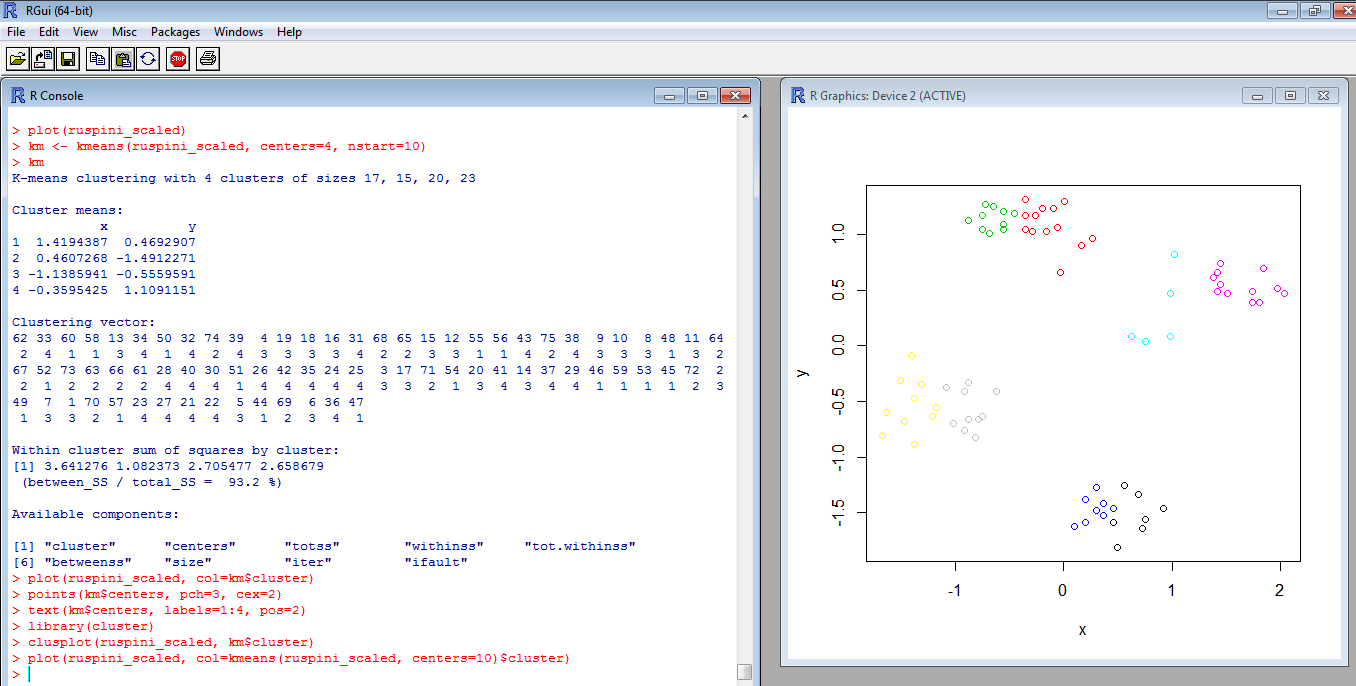 RGui (64-bit)
File Edit View Misc Packages Windows Help
STOP
R Console
> plot(ruspini_scaled)
> km <- kmeans(ruspini_scaled, centers=4, nstart=10)
> km
K-means clustering with 4 clusters of sizes 17, 15, 20, 23
Cluster means:
x y
1 1.4194387 0.4692907
2 0.4607268 -1.4912271
3 -1.1385941 -0.5559591
4 -0.3595425 1.1091151
Clustering vector:
62 33 60 58 13 34 50 32 74 39 4 19 18 16 31 68 65 15 12 55 56 43 75 38 9 10 8 48 11 64
2 4 1 1 3 4 1 4 2 4 3 3 3 3 4 2 2 3 3 1 1 4 2 4 3 3 3 1 3 2
67 52 73 63 66 61 28 40 30 51 26 42 35 24 25 3 17 71 54 20 41 14 37 29 46 59 53 45 72 2
2 1 2 2 2 2 4 4 4 1 4 4 4 4 4 3 3 2 1 3 4 3 4 4 1 1 1 1 2 3
49 7 1 70 57 23 27 21 22 5 44 69 6 36 47
1 3 3 2 1 4 4 4 4 3 1 2 3 4 1
Within cluster sum of squares by cluster:
[1] 3.641276 1.082373 2.705477 2.658679
(between_SS / total_SS = 93.2 %)
Available components:
[1] "cluster" "centers" "totss" "withinss" "tot.withinss"
[6] "betweenss" "size" "iter" "ifault"
> plot(ruspini_scaled, col=km$cluster)
> points(km$centers, pch=3, cex=2)
> text(km$centers, labels=1:4, pos=2)
> library(cluster)
> clusplot(ruspini_scaled, km$cluster)
> plot(ruspini_scaled, col=kmeans(ruspini_scaled, centers=10)$cluster)
>
R Graphics: Device 2 (ACTIVE)
1.0
0.5
0.0
-0.5
-1.0
-1.5
y
-1 0 1 2
x